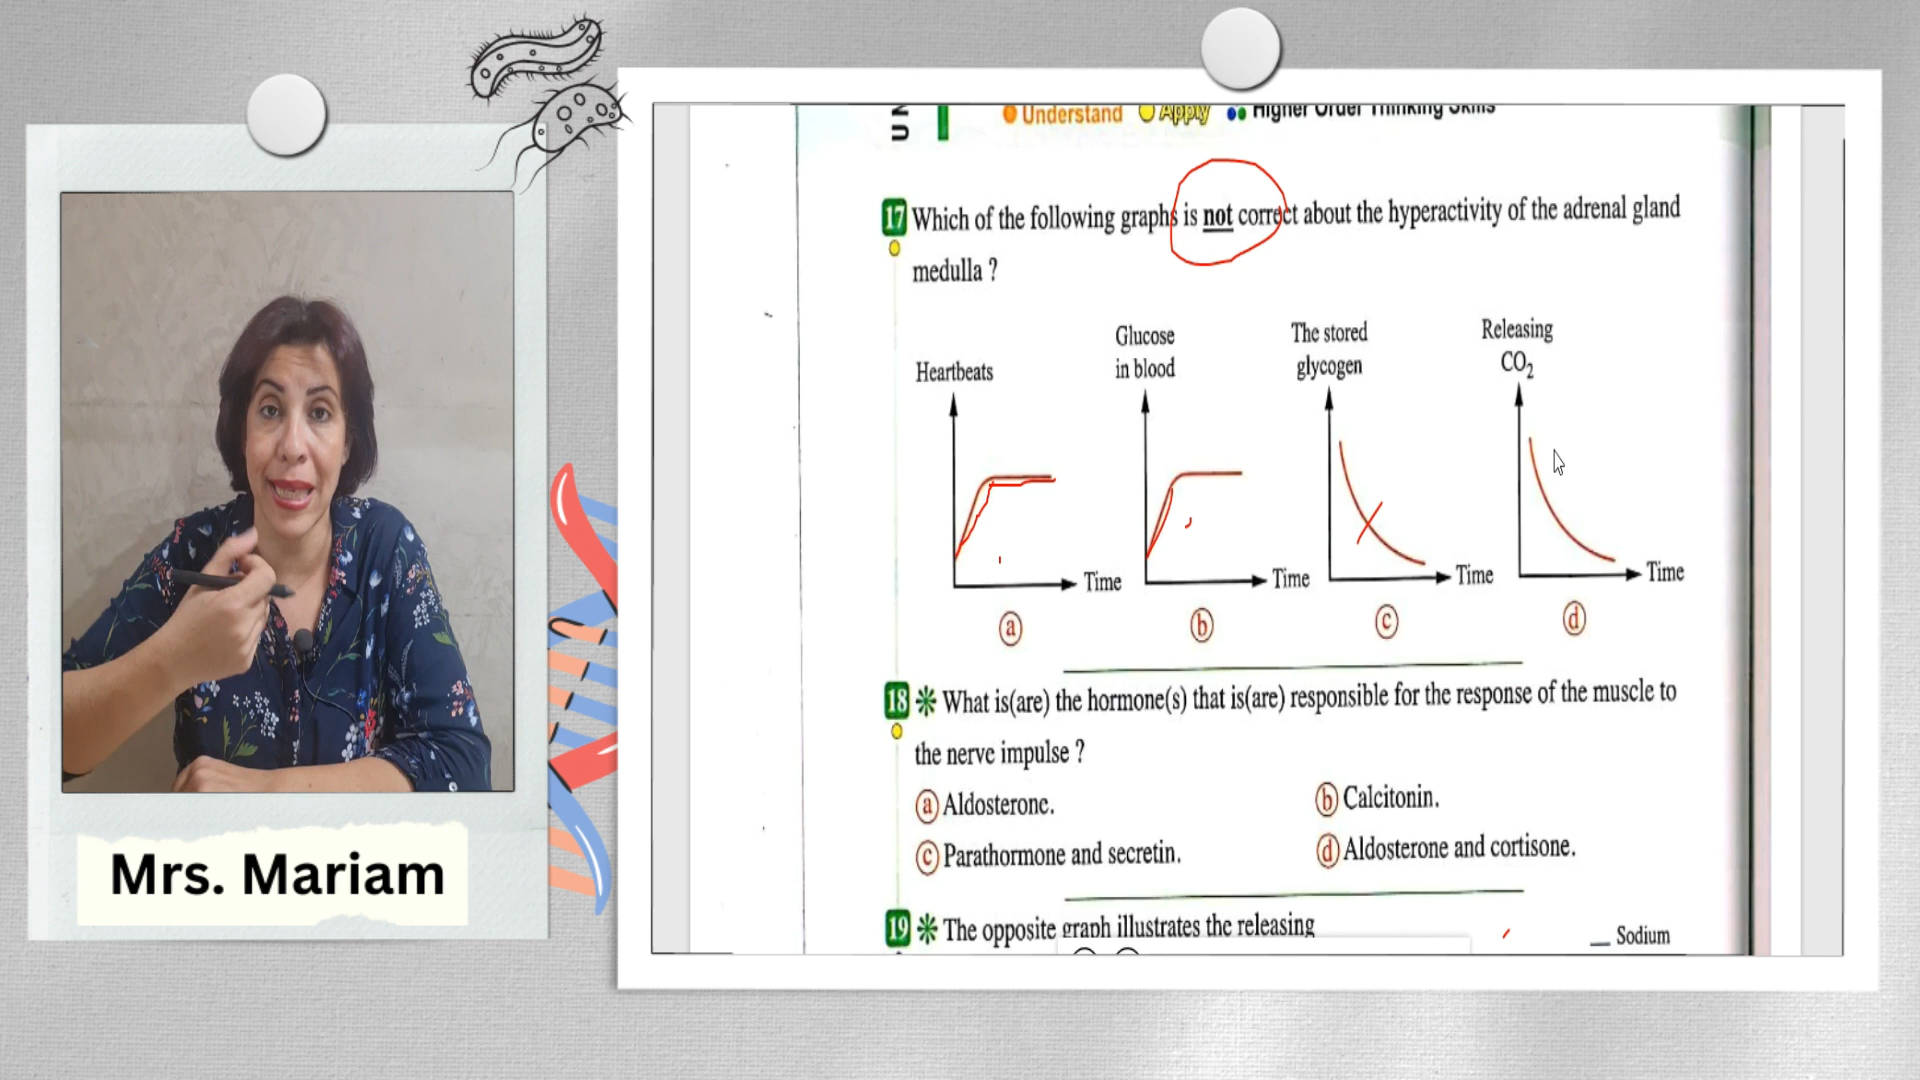 UN
Understand Apply Higher Order Thinking Skills
17 Which of the following graphs is not correct about the hyperactivity of the adrenal gland
medulla ?
Heartbeats
Time
a
Glucose
in blood
Time
b
The stored
glycogen
Time
c
Releasing
CO2
Time
d
18 What is(are) the hormone(s) that is(are) responsible for the response of the muscle to
the nerve impulse ?
a Aldosterone.
b Calcitonin.
c Parathormone and secretin.
d Aldosterone and cortisone.
19 The opposite graph illustrates the releasing
Sodium
Mrs. Mariam